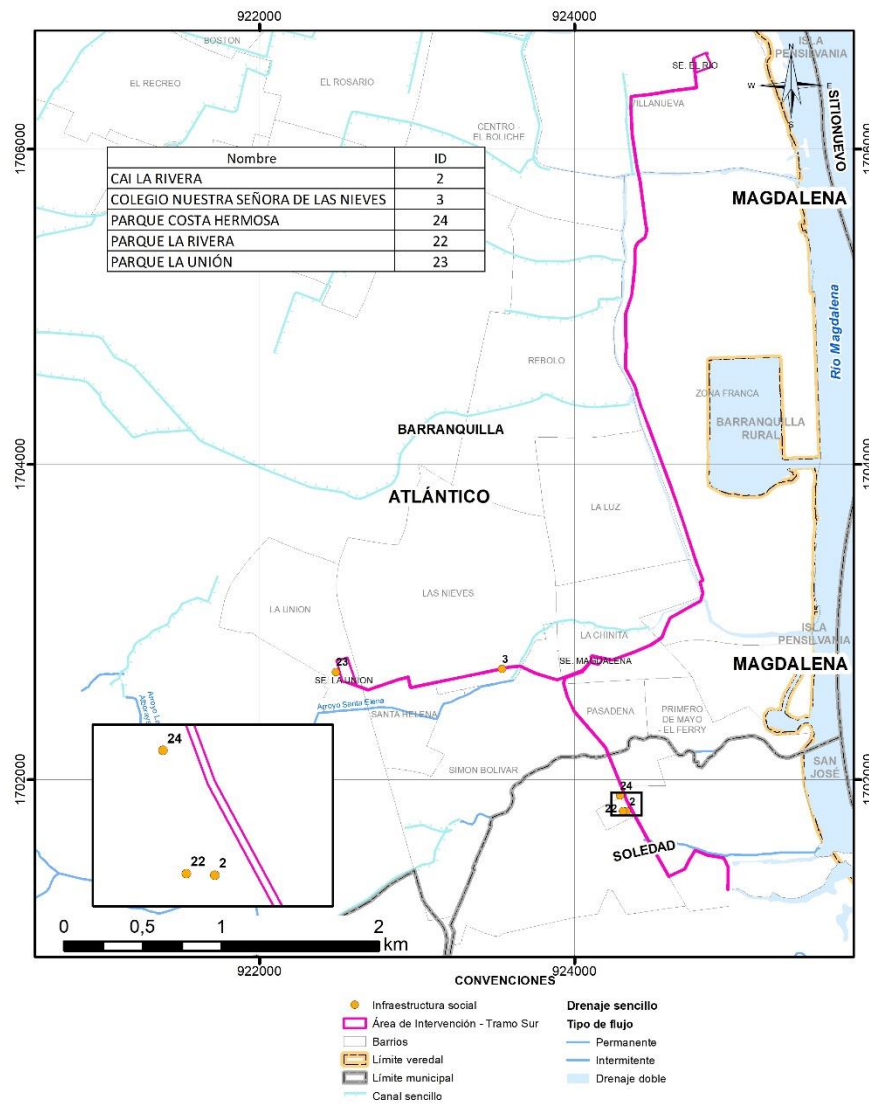 922000
924000
BOSTON
EL RECREO
EL ROSARIO
CENTRO -
EL BOLICHE
SE. EL RIO
VILLANUEVA
ISLA
PENSILVANIA
N
W
E
S
SITIONUEVO
1706000
1706000
Nombre ID
CAI LA RIVERA 2
COLEGIO NUESTRA SEÑORA DE LAS NIEVES 3
PARQUE COSTA HERMOSA 24
PARQUE LA RIVERA 22
PARQUE LA UNIÓN 23
MAGDALENA
Río Magdalena
REBOLO
ZONA FRANCA
BARRANQUILLA
RURAL
BARRANQUILLA
1704000
1704000
ATLÁNTICO
LA LUZ
LAS NIEVES
LA UNION
LA CHINITA
ISLA
PENSILVANIA
MAGDALENA
23
SE. LA UNION
3
SE. MAGDALENA
Arroyo Santa Elena
SANTA HELENA
PASADENA
PRIMERO
DE MAYO
- EL FERRY
SIMON BOLIVAR
SAN
JOSÉ
1702000
1702000
24
22
2
24
22
2
SOLEDAD
0 0,5 1 2
km
922000
924000
CONVENCIONES
Infraestructura social
Área de Intervención - Tramo Sur
Barrios
Límite veredal
Límite municipal
Canal sencillo
Drenaje sencillo
Tipo de flujo
Permanente
Intermitente
Drenaje doble